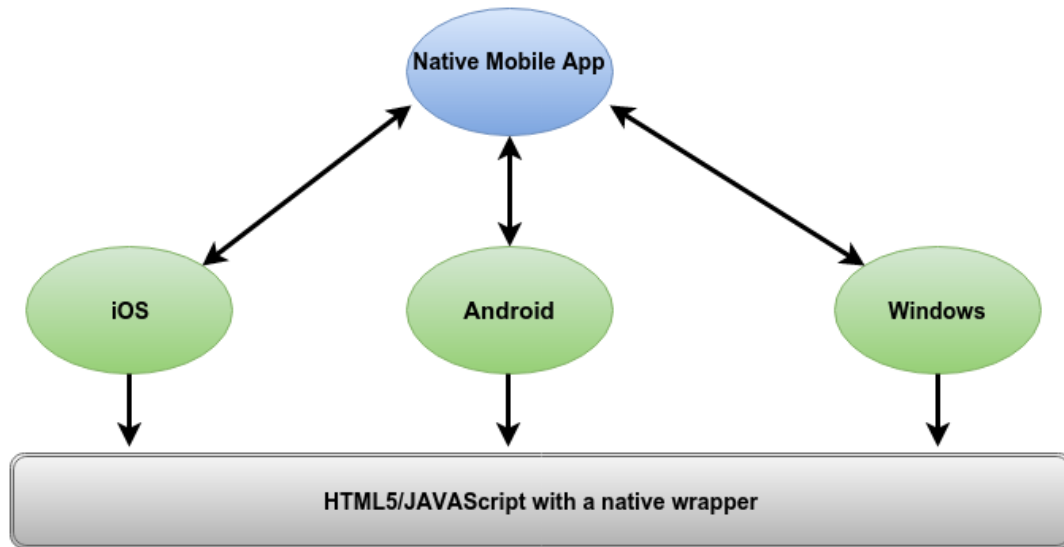 Native Mobile App
iOS
Android
Windows
HTML5/JAVAScript with a native wrapper